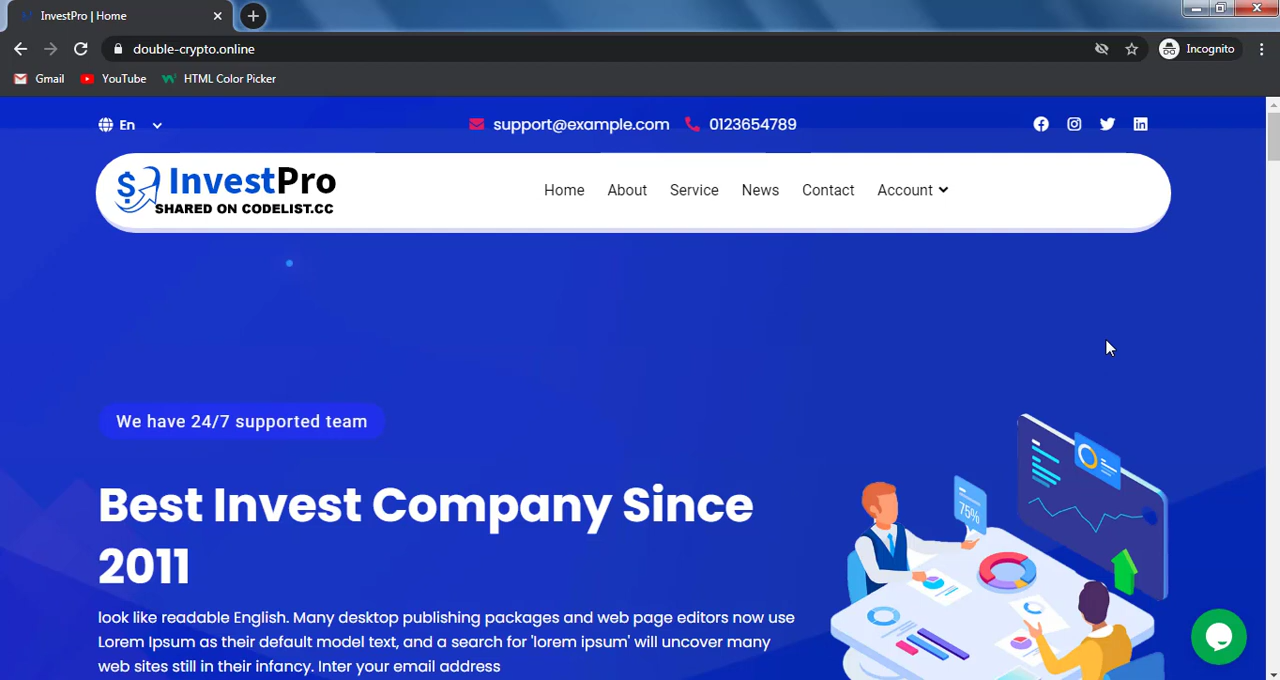 InvestPro | Home
double-crypto.online
Incognito
Gmail YouTube HTML Color Picker
En support@example.com 0123654789
InvestPro
SHARED ON CODELIST.CC
Home About Service News Contact Account
We have 24/7 supported team
Best Invest Company Since
2011
look like readable English. Many desktop publishing packages and web page editors now use
Lorem Ipsum as their default model text, and a search for 'lorem ipsum' will uncover many
web sites still in their infancy. Inter your email address
75%